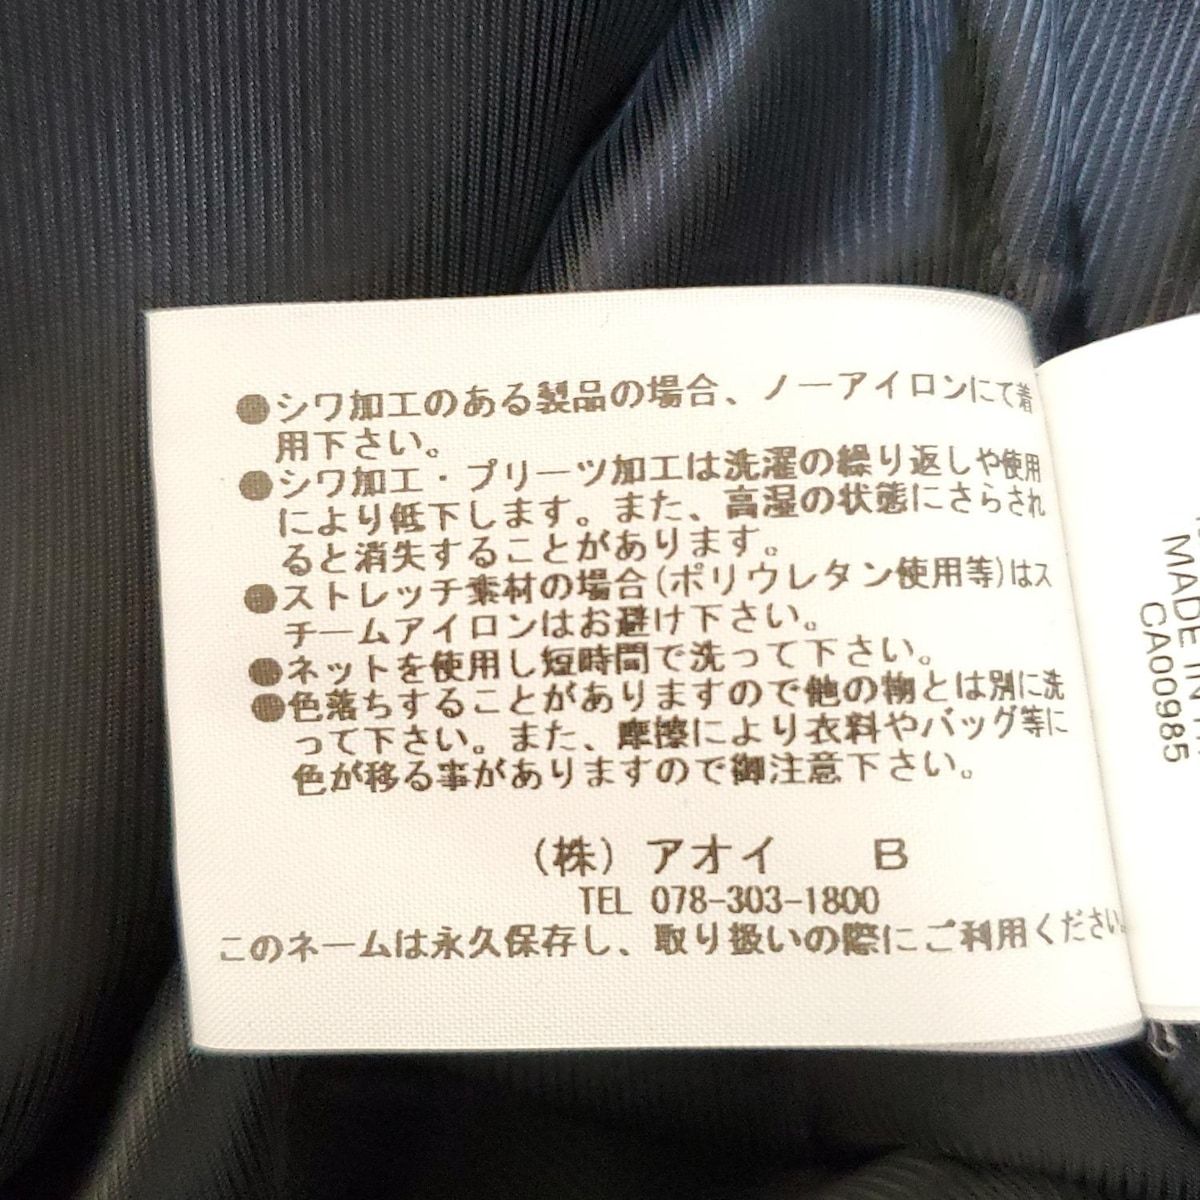 ●シワ加工のある製品の場合、ノーアイロンにて着
用下さい。
●シワ加工・プリーツ加工は洗濯の繰り返しや使用
により低下します。また、高湿の状態にさらされ
ると消失することがあります。
●ストレッチ素材の場合(ポリウレタン使用等)はス
チームアイロンはお避け下さい。
●ネットを使用し短時間で洗って下さい。
●色落ちすることがありますので他の物とは別に洗
って下さい。また、摩擦により衣料やバッグ等に
色が移る事がありますので御注意下さい。
(株) アオイ B
TEL 078-303-1800
このネームは永久保存し、取り扱いの際にご利用ください。
MADE IN
CA00985